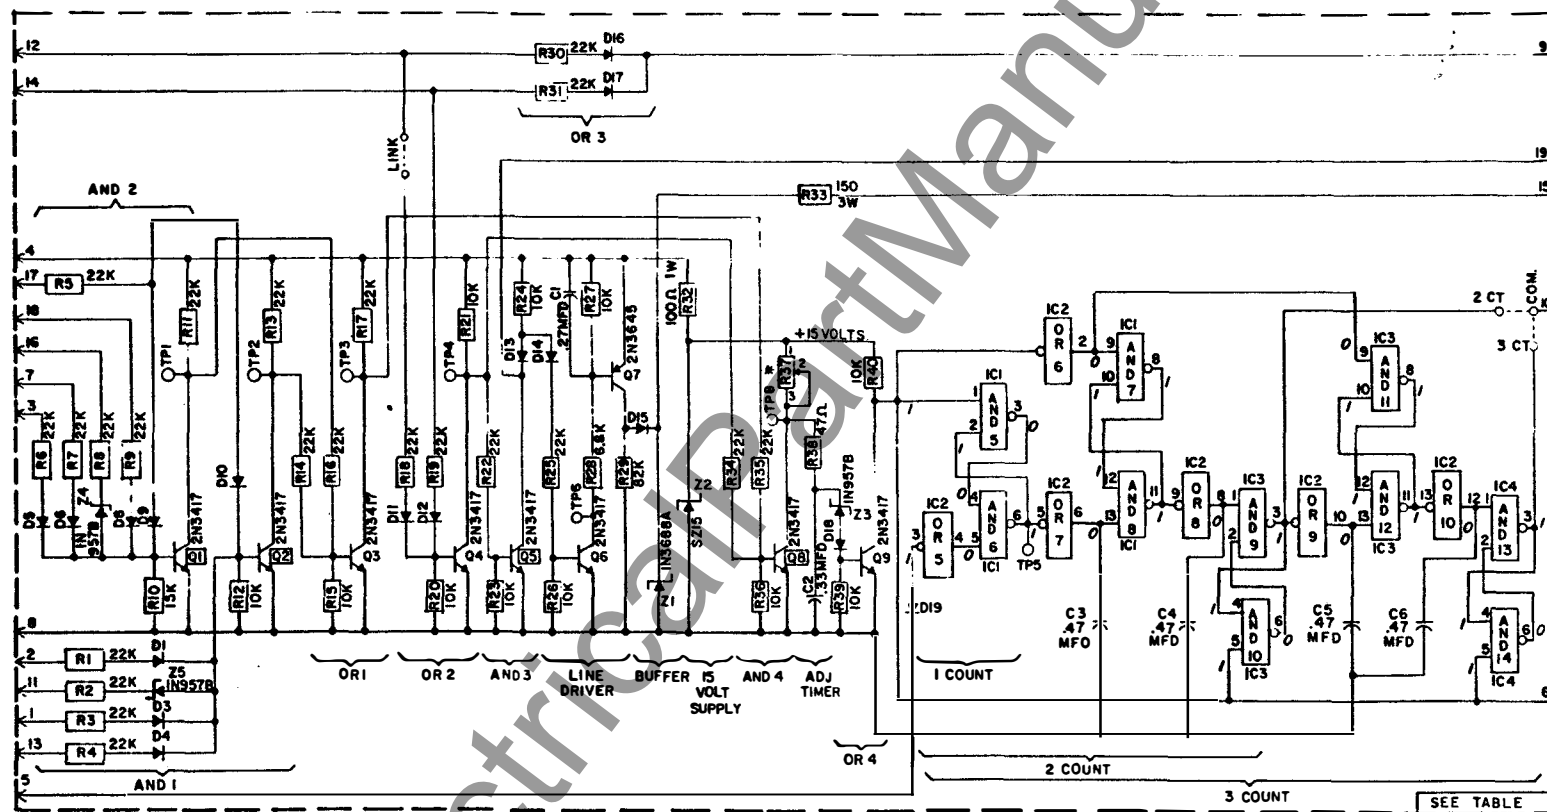 12
R30 22K D16
9
14
R31 22K D17
OR 3
LINK
19
AND 2
R33 150 3W
15
4
17 R5 22K
18
16
7
3
R11 22K
R13 22K
R17 22K
R21 10K
R24 10K
C1 .27MFD
R27 10K
2N3645
Q7
100Ω 1W R32
+15 VOLTS
TP1
TP2
TP3
TP4
D13
D14
D15
R37 * 1 2 3
TP8
R40 10K
R38 47Ω
R6 22K
R7 22K
R8 22K
R9 22K
D10
R14 22K
R16 22K
R18 22K
R19 22K
R22 22K
R25 22K
R28 6.8K
R29 82K
R34 22K
R35 22K
Z4 IN 957B
D5
D6
D8
D9
2N3417 Q1
2N3417 Q2
2N3417 Q3
D11
D12
2N3417 Q4
2N3417 Q5
TP6
Q6
IN3688A Z1
Z2 SZ15
2N3417 Q8
IN957B Z3
D18
2N3417 Q9
C2 .33MFD
R10 15K
R12 10K
R15 10K
R20 10K
R23 10K
R26 10K
R36 10K
R39 10K
8
2 R1 22K D1
11 R2 22K Z5 IN957B
1 R3 22K D3
13 R4 22K D4
5
AND 1
OR 1
OR 2
AND 3
LINE DRIVER
BUFFER
15 VOLT SUPPLY
AND 4
ADJ TIMER
OR 4
D19
IC2 OR 5
IC1 AND 5
AND 6 IC1
TP5
IC2 OR 6
IC2 OR 7
IC1 AND 7
AND 8 IC1
IC2 OR 8
IC3 AND 9
AND 10 IC3
IC2 OR 9
IC3 AND 11
AND 12 IC3
IC2 OR 10
IC4 AND 13
AND 14 IC4
2 CT
COM.
3 CT
C3 .47 MFD
C4 .47 MFD
C5 .47 MFD
C6 .47 MFD
6
1 COUNT
2 COUNT
3 COUNT
SEE TABLE